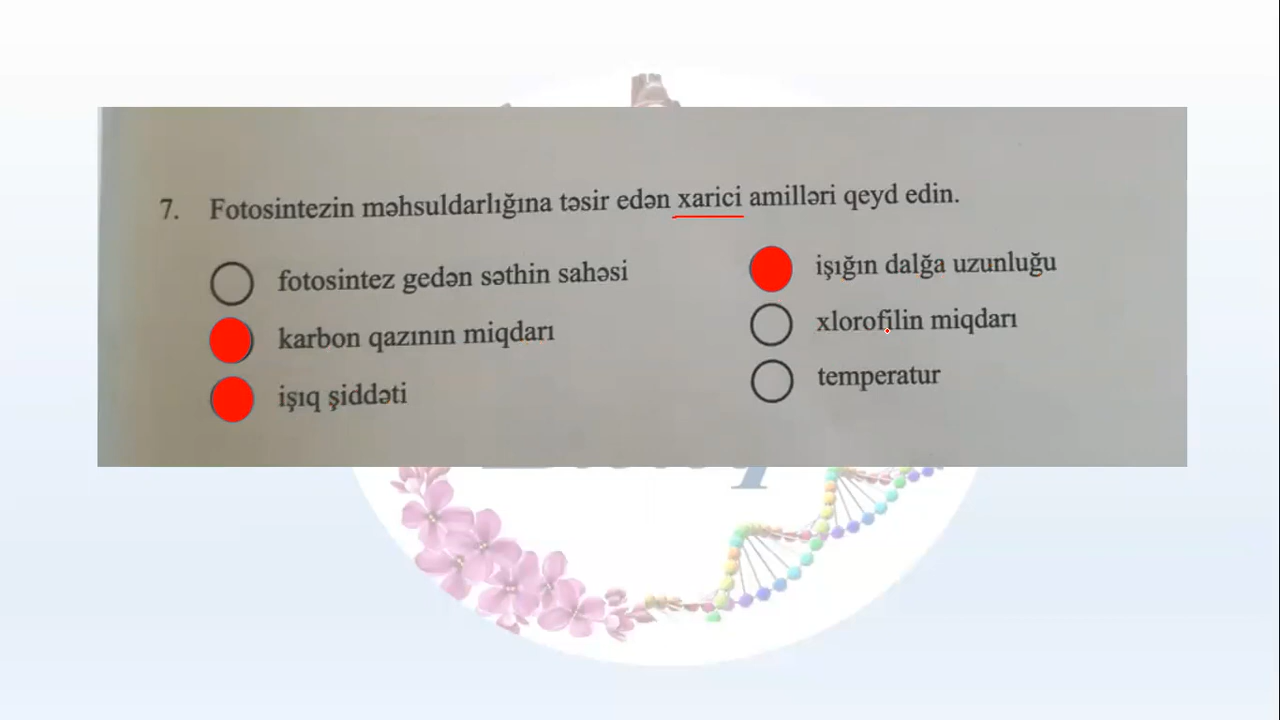 7. Fotosintezin məhsuldarlığına təsir edən xarici amilləri qeyd edin.
fotosintez gedən səthin sahəsi
karbon qazının miqdarı
işıq şiddəti
işığın dalğa uzunluğu
xlorofilin miqdarı
temperatur